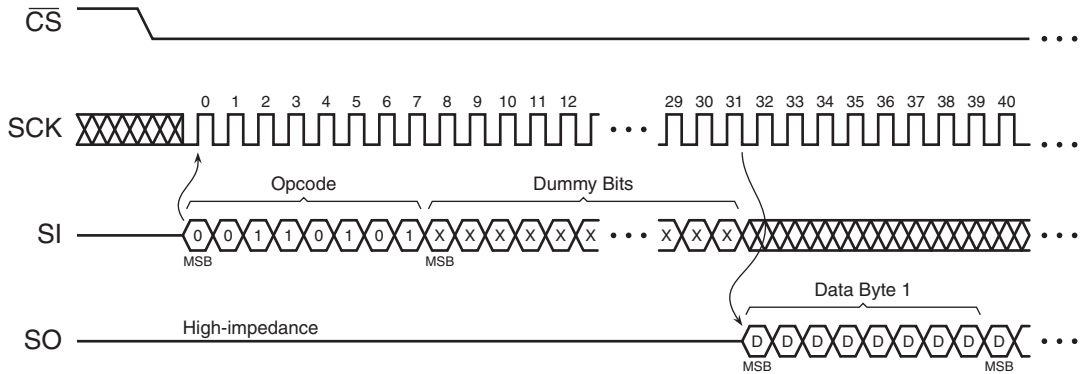 CS
0 1 2 3 4 5 6 7 8 9 10 11 12 29 30 31 32 33 34 35 36 37 38 39 40
SCK
Opcode Dummy Bits
SI 0 0 1 1 0 1 0 1 X X X X X X X X X
MSB MSB
Data Byte 1
High-impedance
SO D D D D D D D D D
MSB MSB